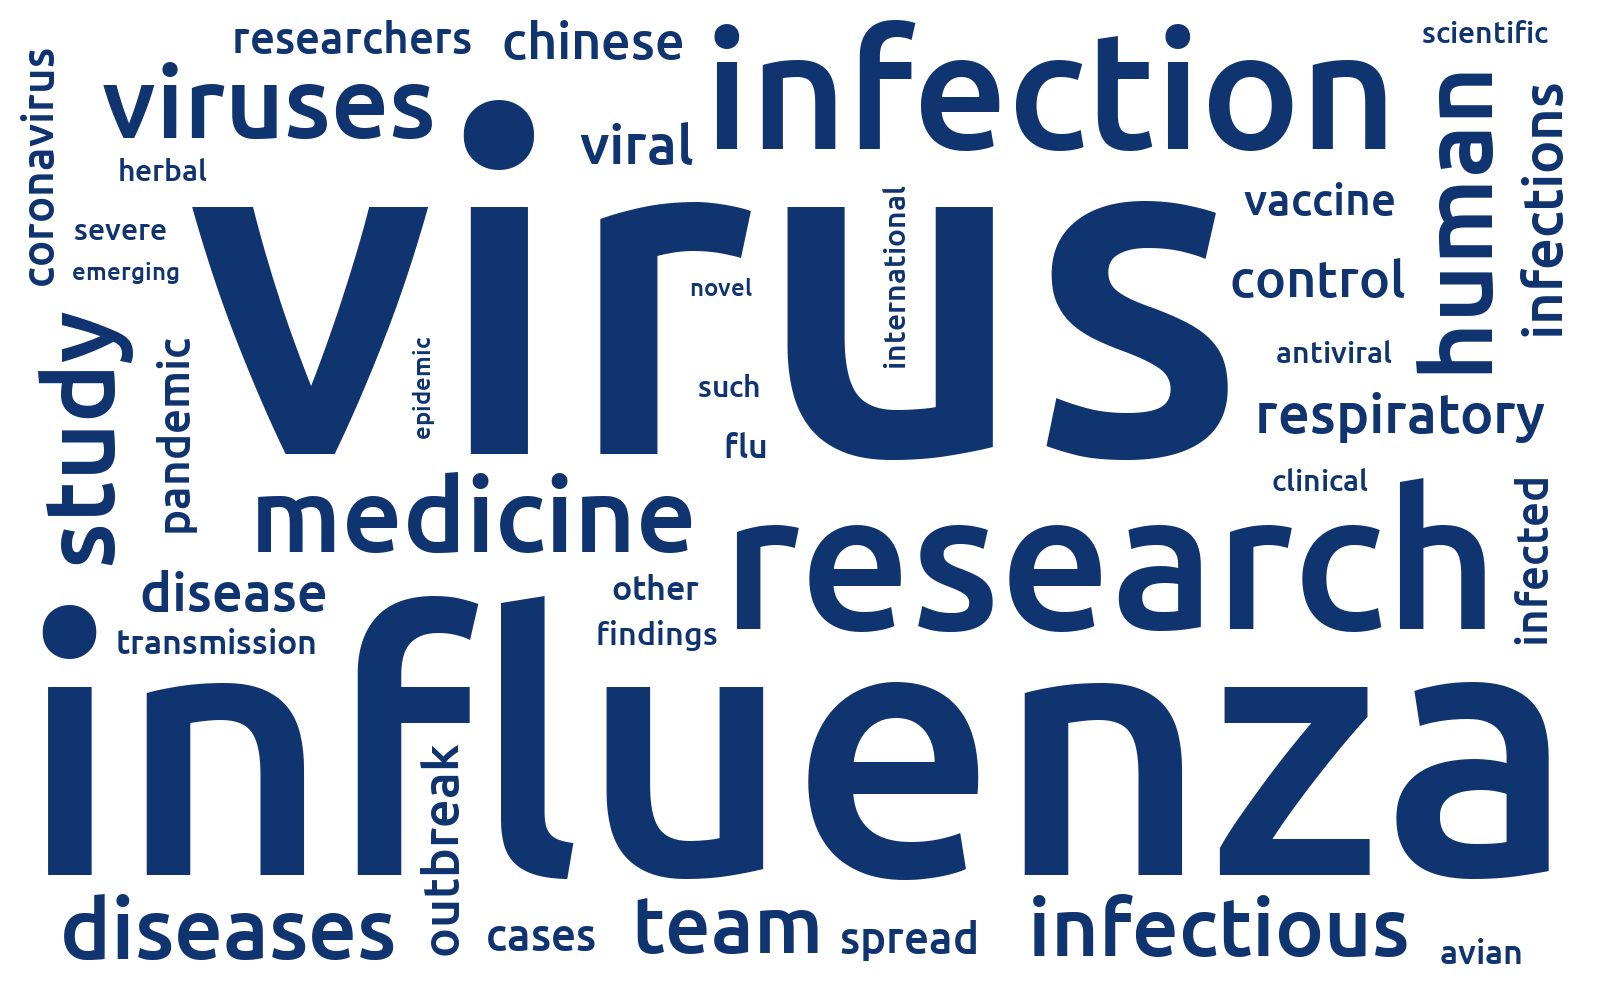 researchers
chinese
infection
scientific
coronavirus
viruses
viral
human
infections
herbal
virus
international
vaccine
severe
emerging
control
novel
study
pandemic
epidemic
such
antiviral
respiratory
flu
medicine
research
clinical
infected
disease
other
transmission
findings
influenza
outbreak
diseases
cases
team
spread
infectious
avian